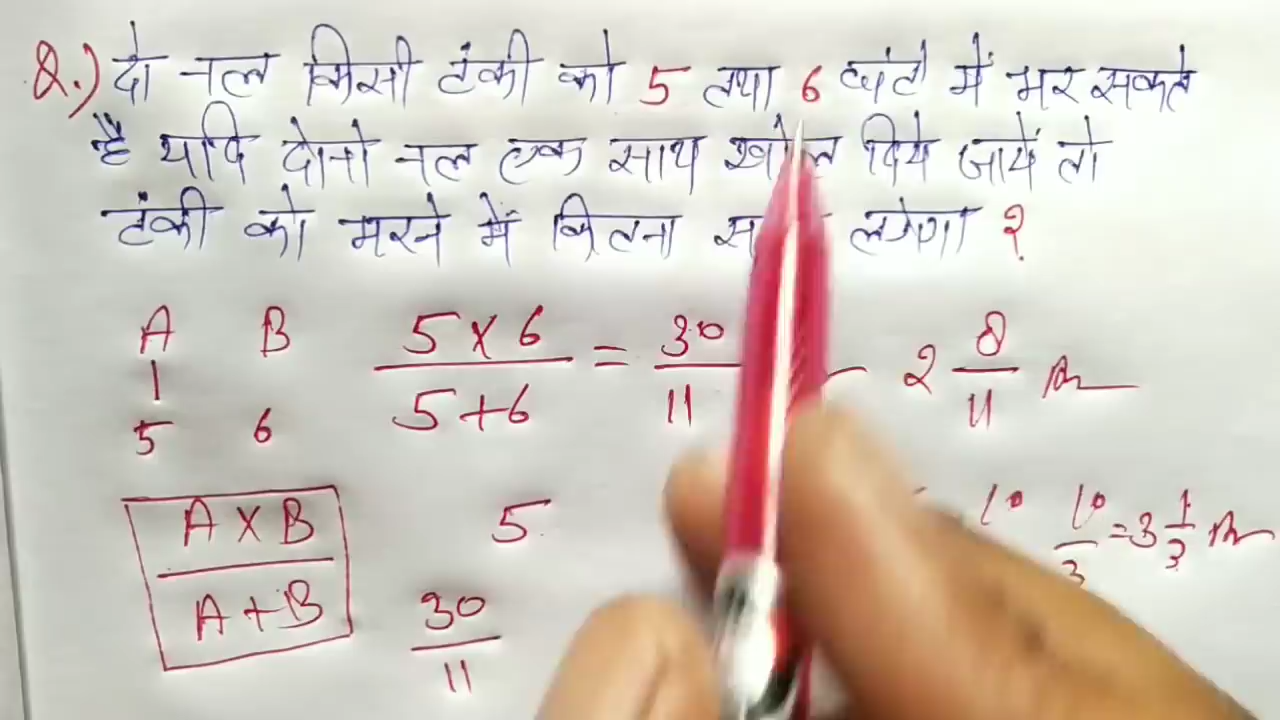 Q.) दो नल किसी टंकी को 5 तथा 6 घंटो में भर सकते
है यदि दोनो नल एक साथ खोल दिये जाये तो
टंकी को भरने में कितना लगेगा ?
A B 5 × 6 = 30 2 8
1 5 + 6 11 11 hr
5 6
A × B 5 10 10 = 3 1 hr
3 3
A + B 30
11